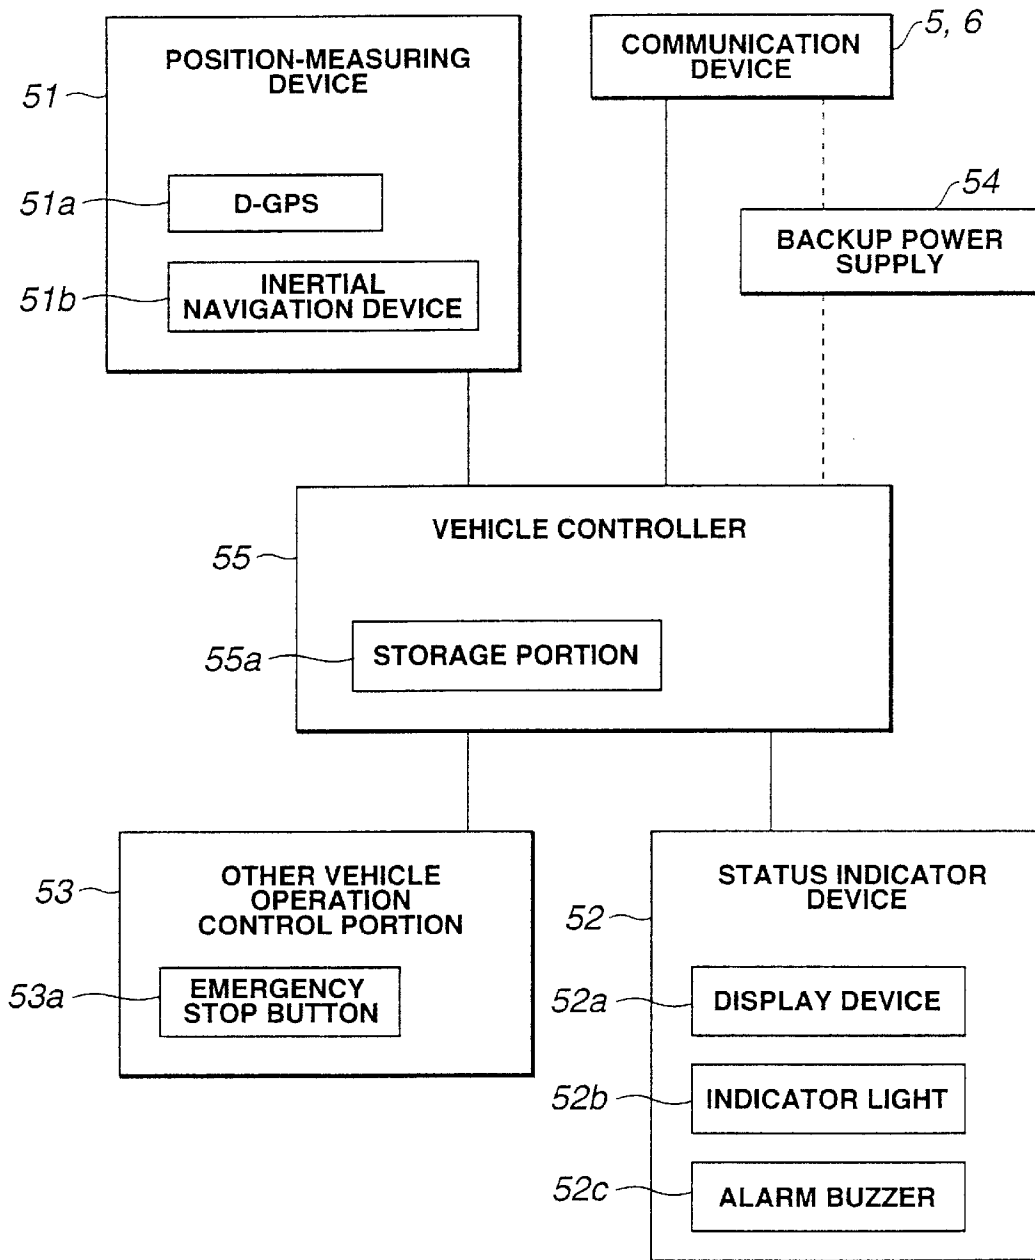 POSITION-MEASURING
DEVICE
51
51a
D-GPS
51b
INERTIAL
NAVIGATION DEVICE
COMMUNICATION
DEVICE
5, 6
54
BACKUP POWER
SUPPLY
VEHICLE CONTROLLER
55
55a
STORAGE PORTION
53
OTHER VEHICLE
OPERATION
CONTROL PORTION
53a
EMERGENCY
STOP BUTTON
STATUS INDICATOR
DEVICE
52
52a
DISPLAY DEVICE
52b
INDICATOR LIGHT
52c
ALARM BUZZER